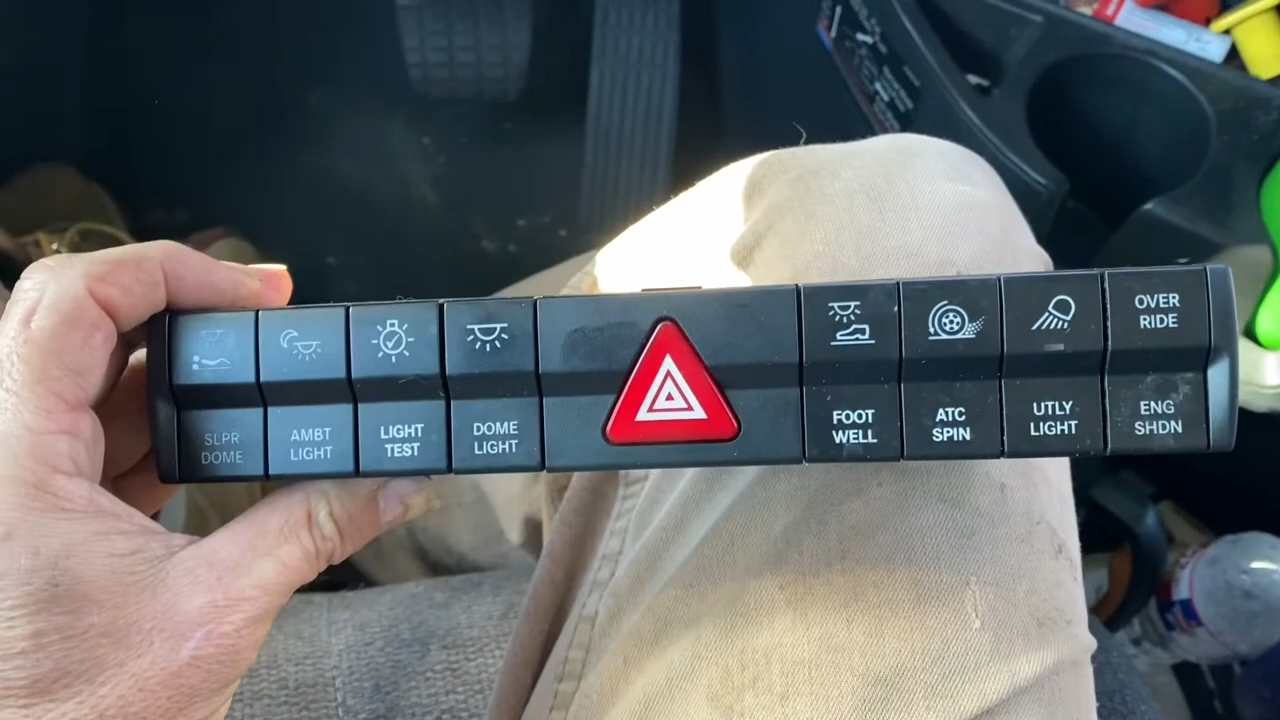 SLPR
DOME
AMBT
LIGHT
LIGHT
TEST
DOME
LIGHT
FOOT
WELL
ATC
SPIN
UTLY
LIGHT
OVER
RIDE
ENG
SHDN